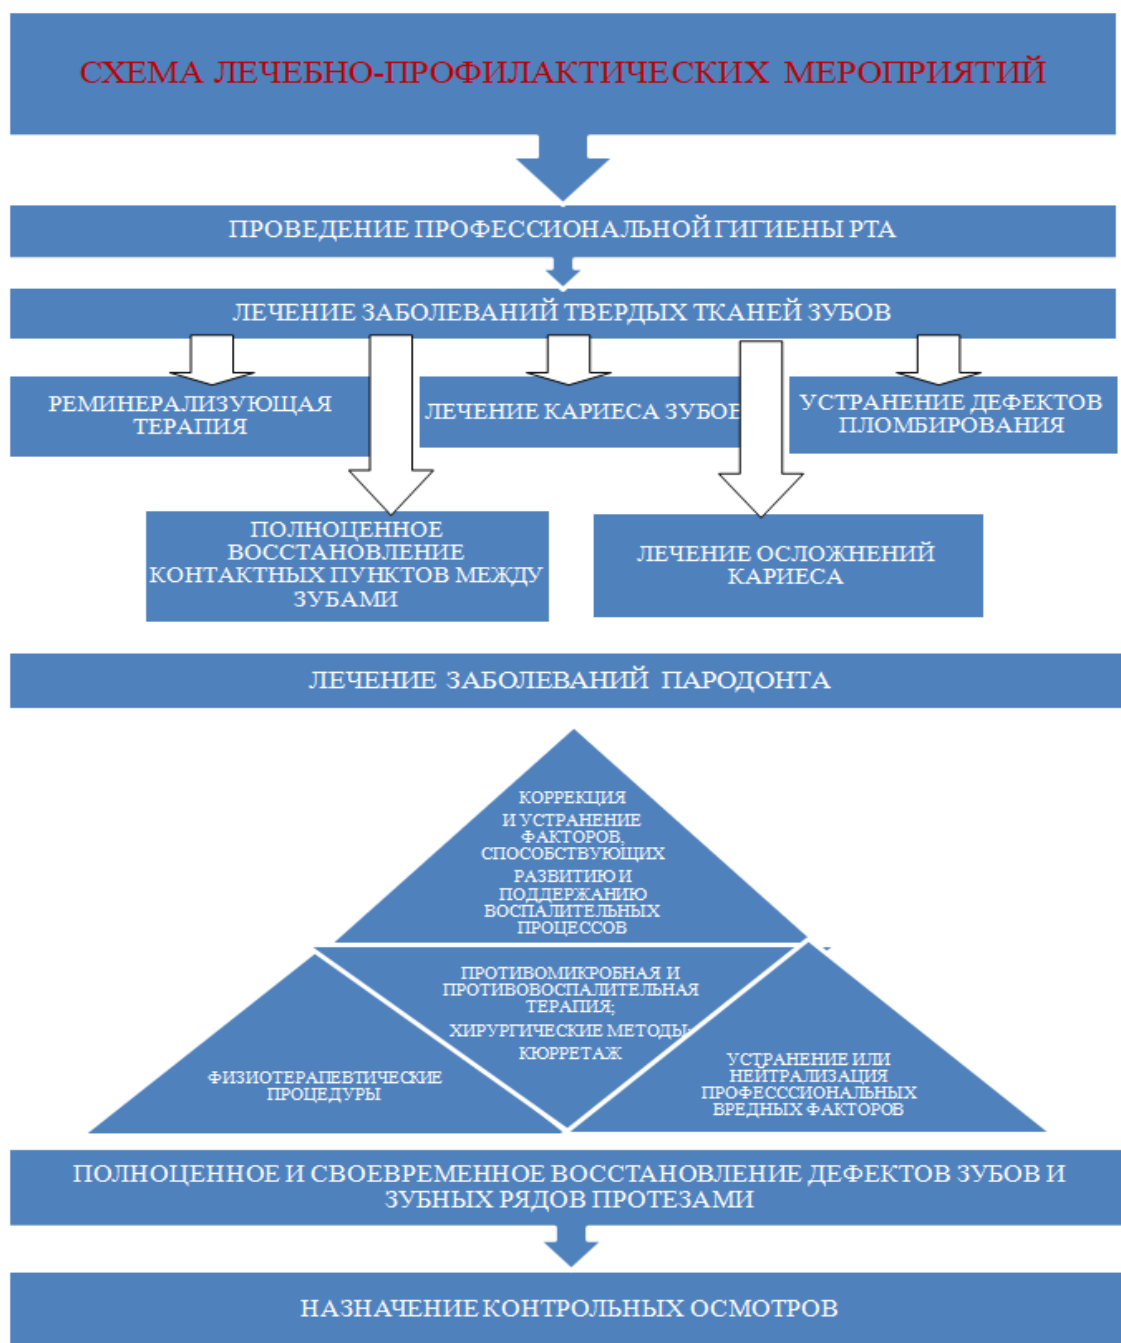 СХЕМА ЛЕЧЕБНО-ПРОФИЛАКТИЧЕСКИХ МЕРОПРИЯТИЙ
ПРОВЕДЕНИЕ ПРОФЕССИОНАЛЬНОЙ ГИГИЕНЫ РТА
ЛЕЧЕНИЕ ЗАБОЛЕВАНИЙ ТВЕРДЫХ ТКАНЕЙ ЗУБОВ
РЕМИНЕРАЛИЗУЮЩАЯ
ТЕРАПИЯ
ЛЕЧЕНИЕ КАРИЕСА ЗУБОВ
УСТРАНЕНИЕ ДЕФЕКТОВ
ПЛОМБИРОВАНИЯ
ПОЛНОЦЕННОЕ
ВОССТАНОВЛЕНИЕ
КОНТАКТНЫХ ПУНКТОВ МЕЖДУ
ЗУБАМИ
ЛЕЧЕНИЕ ОСЛОЖНЕНИЙ
КАРИЕСА
ЛЕЧЕНИЕ ЗАБОЛЕВАНИЙ ПАРОДОНТА
КОРРЕКЦИЯ
И УСТРАНЕНИЕ
ФАКТОРОВ,
СПОСОБСТВУЮЩИХ
РАЗВИТИЮ И
ПОДДЕРЖАНИЮ
ВОСПАЛИТЕЛЬНЫХ
ПРОЦЕССОВ
ПРОТИВОМИКРОБНАЯ И
ПРОТИВОВОСПАЛИТЕЛЬНАЯ
ТЕРАПИЯ;
ХИРУРГИЧЕСКИЕ МЕТОДЫ-
КЮРРЕТАЖ
ФИЗИОТЕРАПЕВТИЧЕСКИЕ
ПРОЦЕДУРЫ
УСТРАНЕНИЕ ИЛИ
НЕЙТРАЛИЗАЦИЯ
ПРОФЕСССИОНАЛЬНЫХ
ВРЕДНЫХ ФАКТОРОВ
ПОЛНОЦЕННОЕ И СВОЕВРЕМЕННОЕ ВОССТАНОВЛЕНИЕ ДЕФЕКТОВ ЗУБОВ И
ЗУБНЫХ РЯДОВ ПРОТЕЗАМИ
НАЗНАЧЕНИЕ КОНТРОЛЬНЫХ ОСМОТРОВ